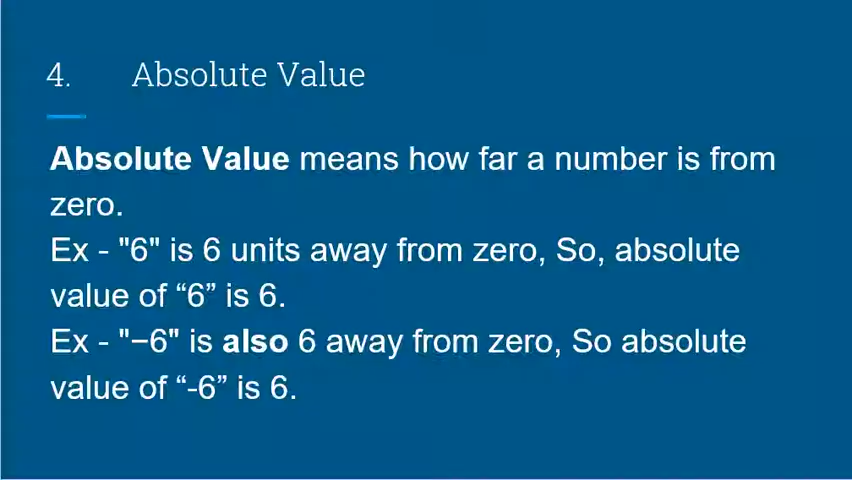 4. Absolute Value
Absolute Value means how far a number is from
zero.
Ex - "6" is 6 units away from zero, So, absolute
value of “6” is 6.
Ex - "−6" is also 6 away from zero, So absolute
value of “-6” is 6.